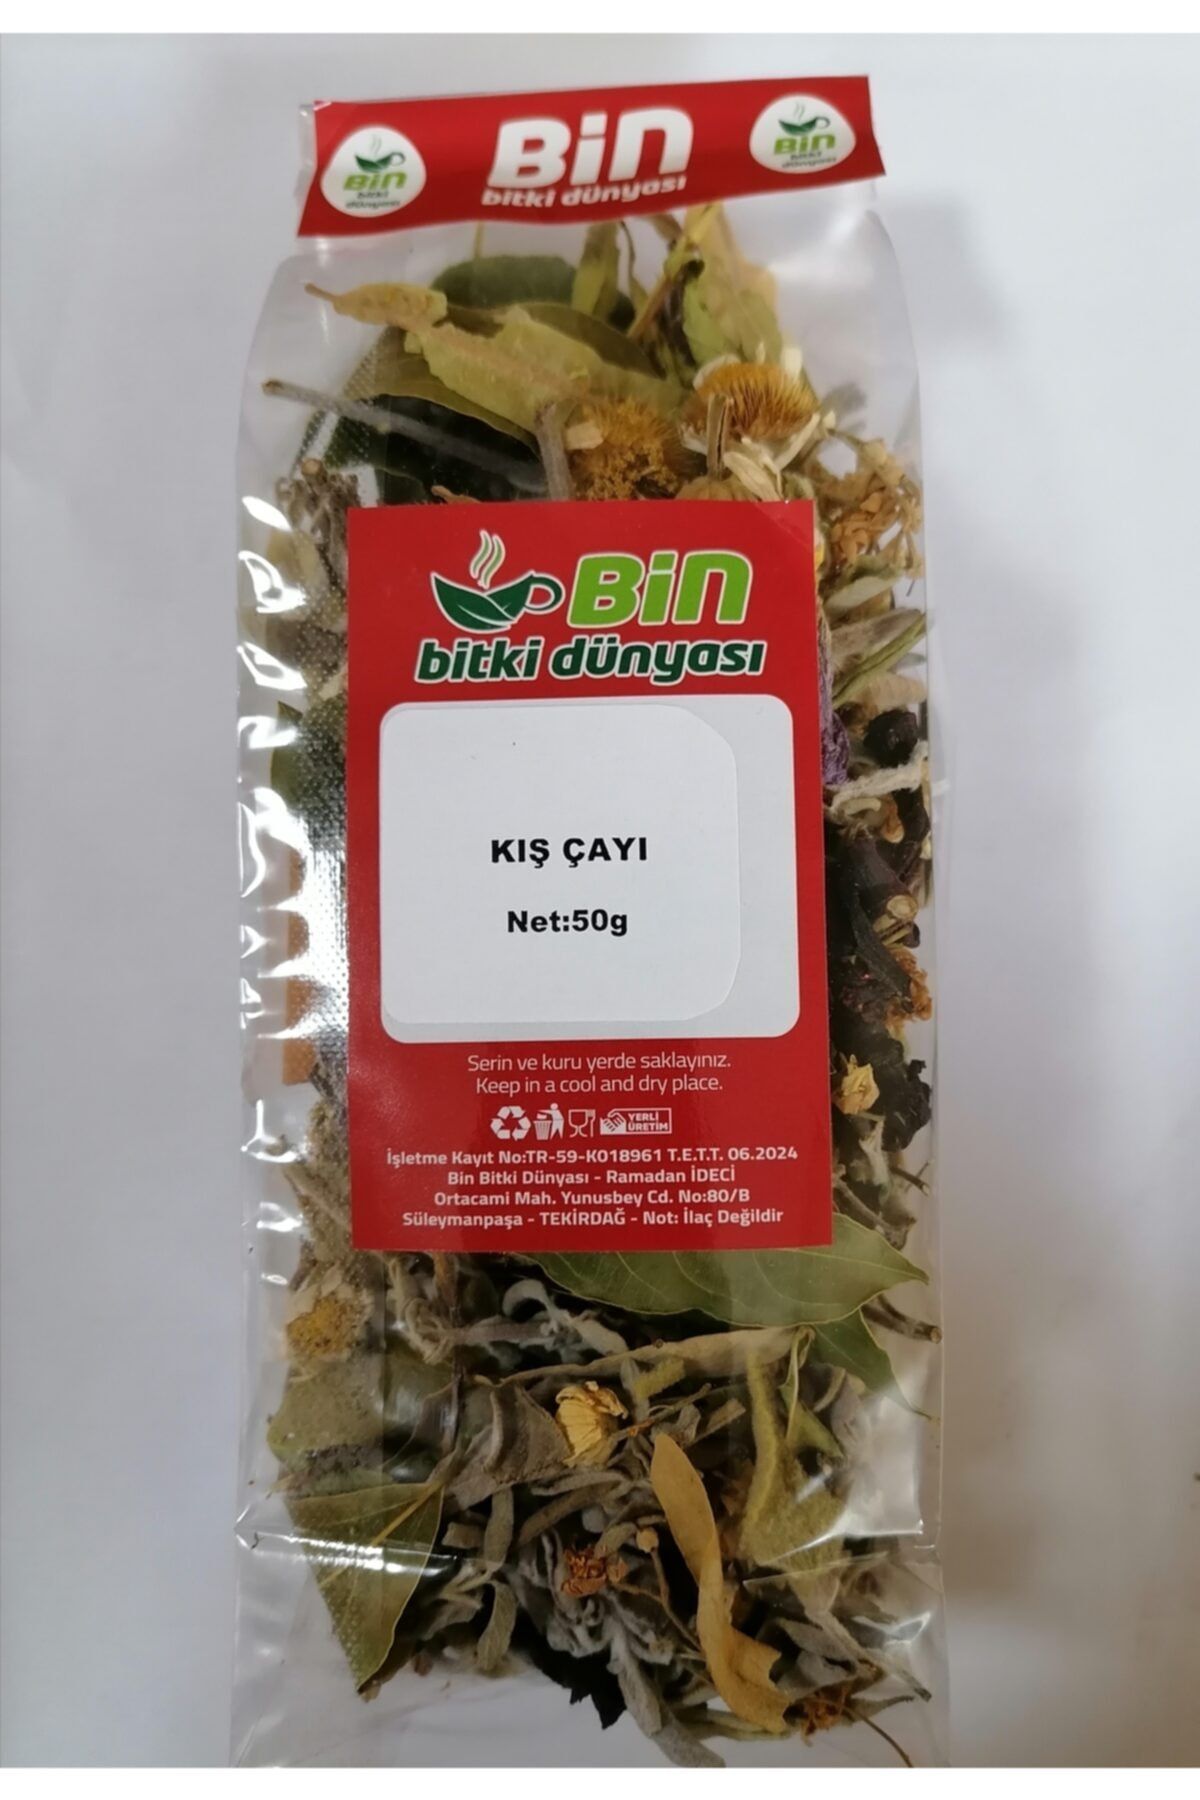 Bin
bitki dünyası
Bin
bitki
dünyası
Bin
bitki
dünyası
Bin
bitki dünyası
KIŞ ÇAYI
Net:50g
Serin ve kuru yerde saklayınız.
Keep in a cool and dry place.
YERLİ
ÜRETİM
İşletme Kayıt No:TR-59-K018961 T.E.T.T. 06.2024
Bin Bitki Dünyası - Ramadan İDECİ
Ortacami Mah. Yunusbey Cd. No:80/B
Süleymanpaşa - TEKİRDAĞ - Not: İlaç Değildir